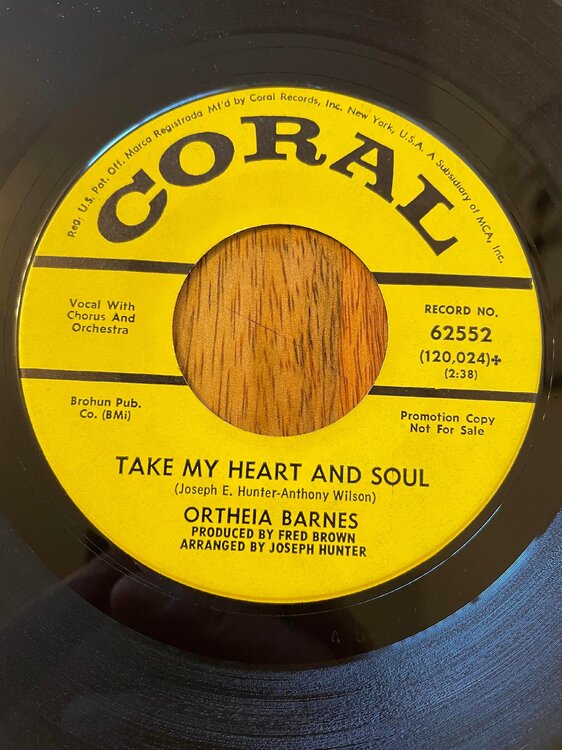 Reg. U.S. Pat. Off. Marca Registrada Mf'd by Coral Records, Inc. New York, U.S.A. A Subsidiary of MCA, Inc.
CORAL
Vocal With
Chorus And
Orchestra
RECORD NO.
62552
(120,024)✤
(2:38)
Brohun Pub.
Co. (BMi)
Promotion Copy
Not For Sale
TAKE MY HEART AND SOUL
(Joseph E. Hunter-Anthony Wilson)
ORTHEIA BARNES
PRODUCED BY FRED BROWN
ARRANGED BY JOSEPH HUNTER